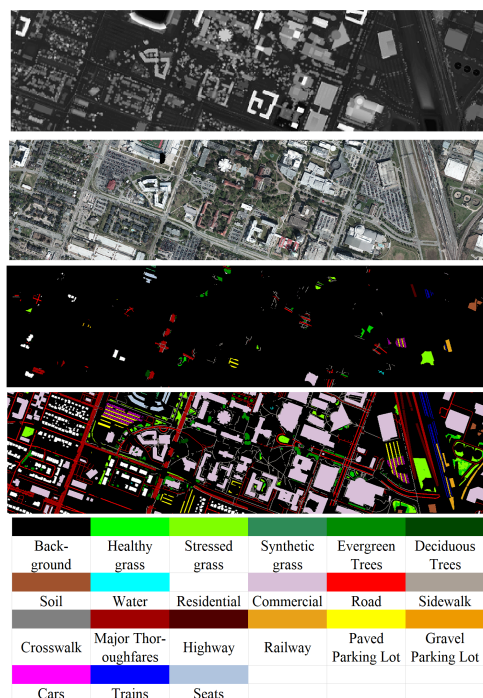 Back-
ground
Healthy
grass
Stressed
grass
Synthetic
grass
Evergreen
Trees
Deciduous
Trees
Soil
Water
Residential
Commercial
Road
Sidewalk
Crosswalk
Major Thor-
oughfares
Highway
Railway
Paved
Parking Lot
Gravel
Parking Lot
Cars
Trains
Seats